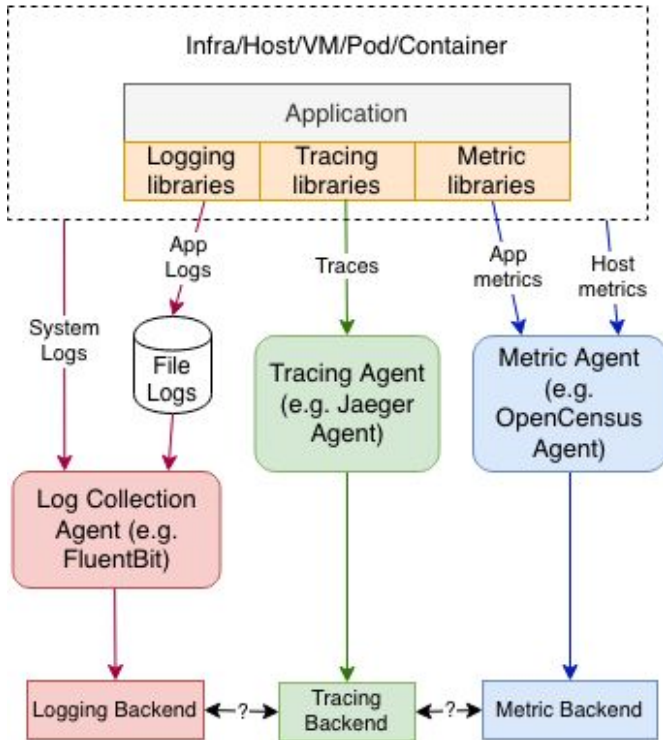 Infra/Host/VM/Pod/Container
Application
Logging
libraries
Tracing
libraries
Metric
libraries
App
Logs
Traces
App
metrics
Host
metrics
System
Logs
File
Logs
Tracing Agent
(e.g. Jaeger
Agent)
Metric Agent
(e.g.
OpenCensus
Agent)
Log Collection
Agent (e.g.
FluentBit)
Logging Backend
?
Tracing
Backend
?
Metric Backend